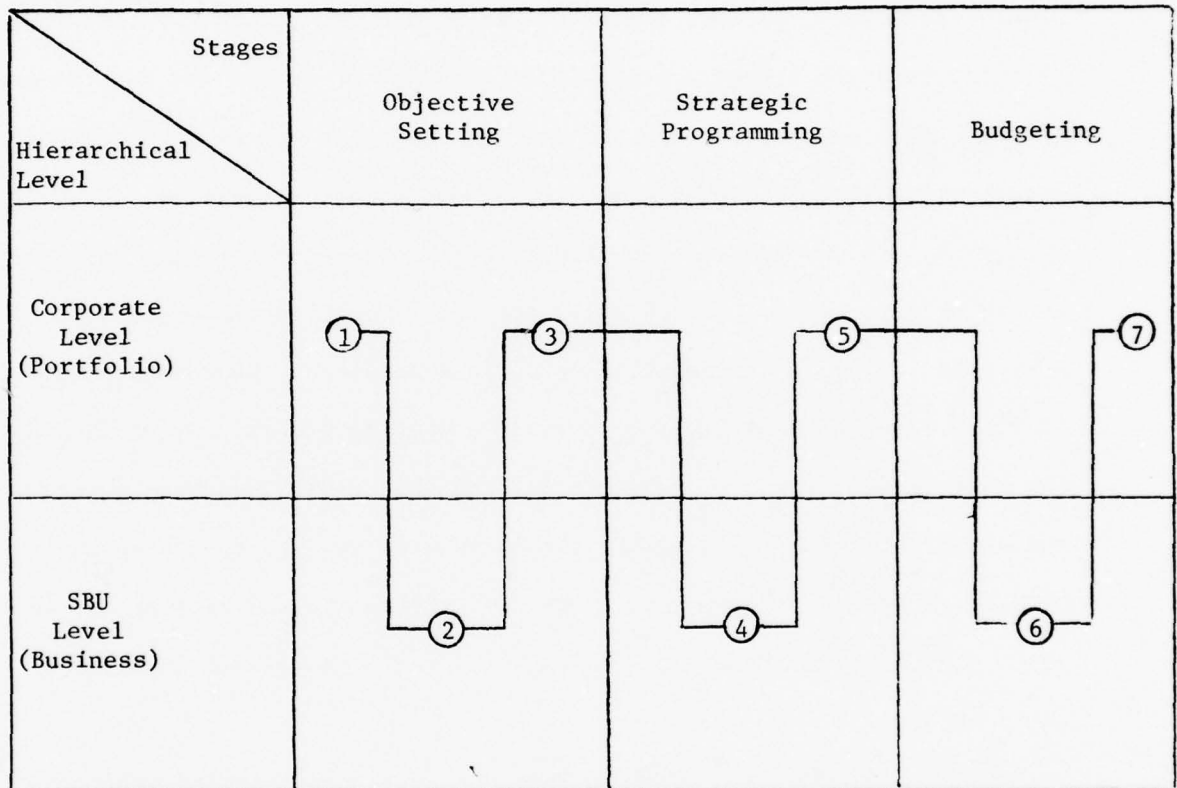 Stages
Hierarchical
Level
Objective
Setting
Strategic
Programming
Budgeting
Corporate
Level
(Portfolio)
1
3
5
7
SBU
Level
(Business)
2
4
6